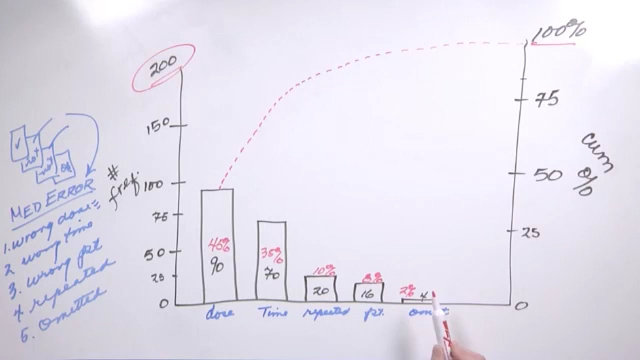 200
150
100
75
50
25
0
# freq.
MED ERROR
1. wrong dose
2 wrong time
3. wrong pt
4 repeated
5. Omitted
45%
90
35%
70
10%
20
8%
16
2%
4
dose
Time
repeated
pt.
100%
75
50
25
0
cum %